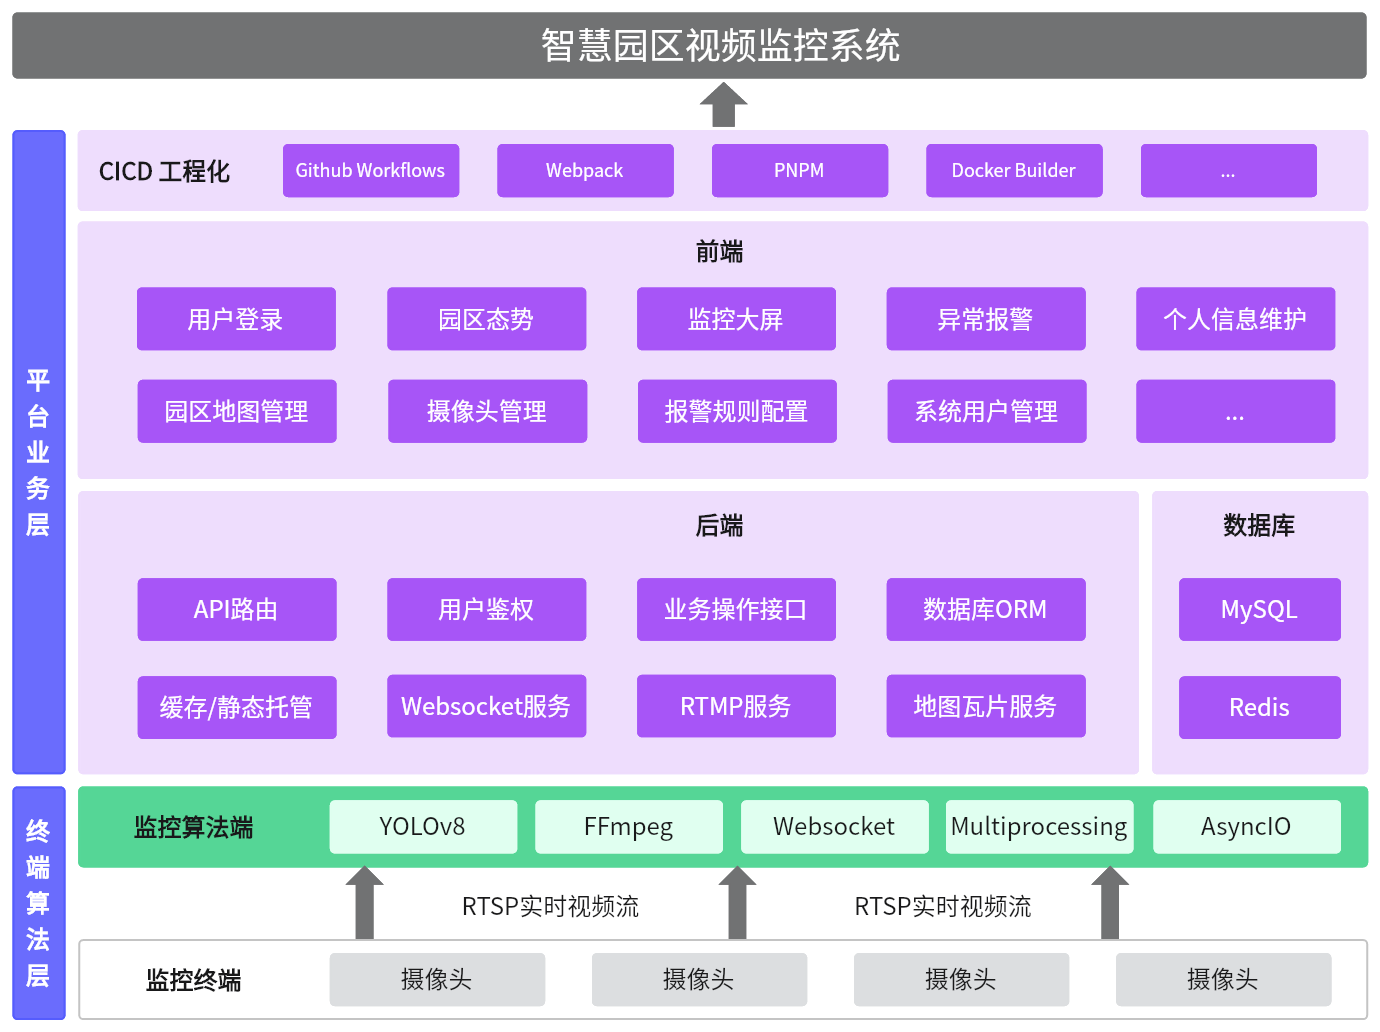 智慧园区视频监控系统
平台业务层
CICD 工程化
Github Workflows
Webpack
PNPM
Docker Builder
...
前端
用户登录
园区态势
监控大屏
异常报警
个人信息维护
园区地图管理
摄像头管理
报警规则配置
系统用户管理
...
后端
API路由
用户鉴权
业务操作接口
数据库ORM
缓存/静态托管
Websocket服务
RTMP服务
地图瓦片服务
数据库
MySQL
Redis
终端算法层
监控算法端
YOLOv8
FFmpeg
Websocket
Multiprocessing
AsyncIO
RTSP实时视频流
RTSP实时视频流
监控终端
摄像头
摄像头
摄像头
摄像头